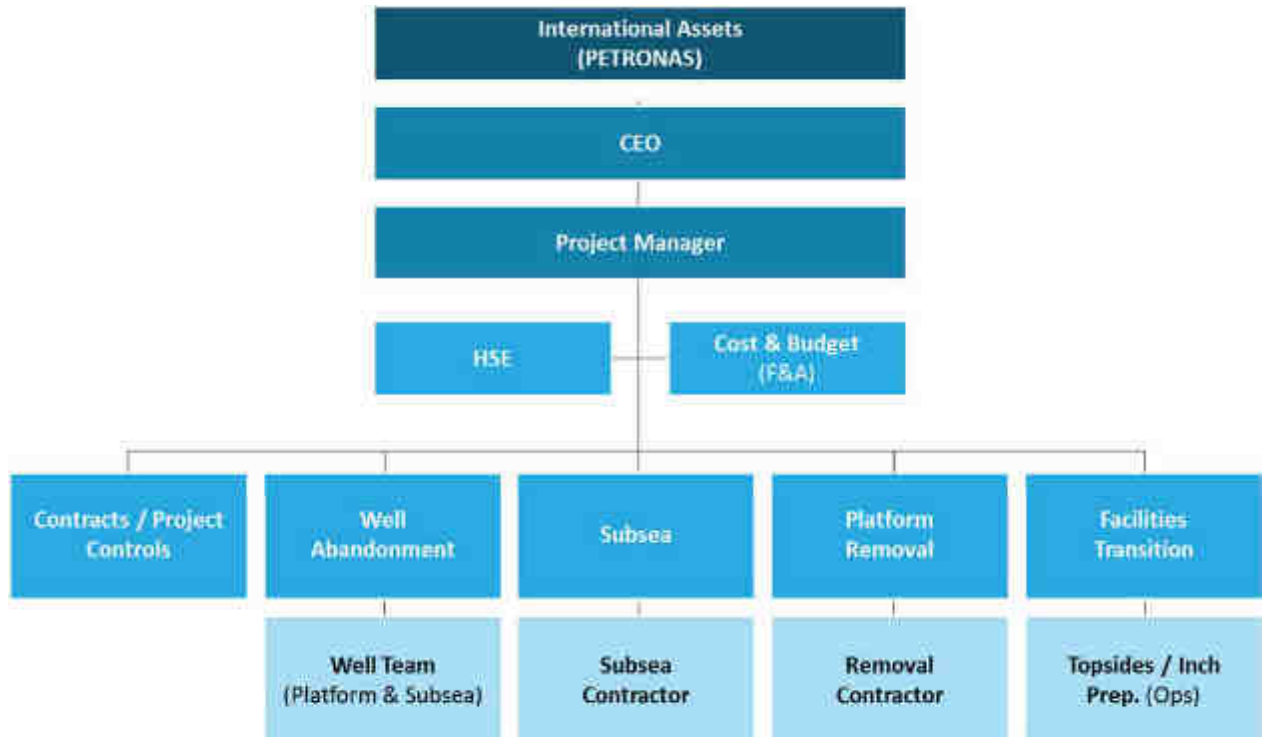 International Assets
(PETRONAS)
CEO
Project Manager
HSE
Cost & Budget
(F&A)
Contracts / Project
Controls
Well
Abandonment
Subsea
Platform
Removal
Facilities
Transition
Well Team
(Platform & Subsea)
Subsea
Contractor
Removal
Contractor
Topsides / Inch
Prep. (Ops)